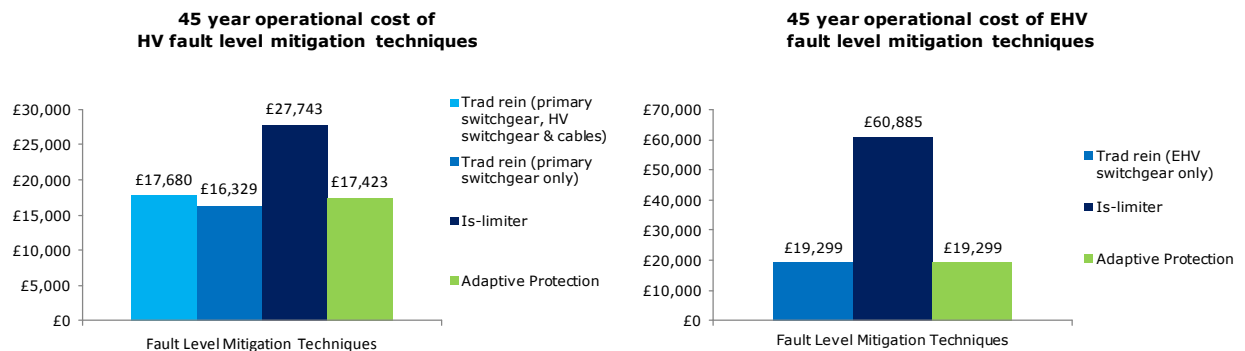 45 year operational cost of
HV fault level mitigation techniques
£30,000
£25,000
£20,000
£15,000
£10,000
£5,000
£0
£17,680
£16,329
£27,743
£17,423
Fault Level Mitigation Techniques
Trad rein (primary
switchgear, HV
switchgear & cables)
Trad rein (primary
switchgear only)
Is-limiter
Adaptive Protection
45 year operational cost of EHV
fault level mitigation techniques
£70,000
£60,000
£50,000
£40,000
£30,000
£20,000
£10,000
£0
£19,299
£60,885
£19,299
Fault Level Mitigation Techniques
Trad rein (EHV
switchgear only)
Is-limiter
Adaptive Protection